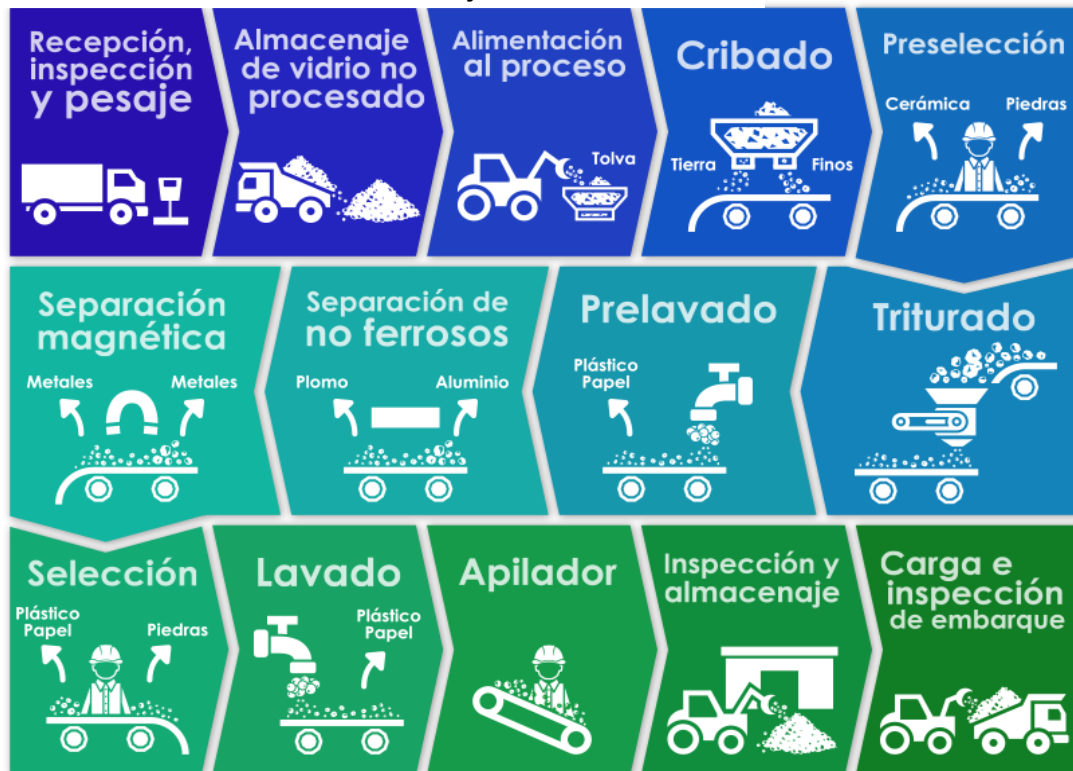 Recepción,
inspección
y pesaje
Almacenaje
de vidrio no
procesado
Alimentación
al proceso
Tolva
Cribado
Tierra
Finos
Preselección
Cerámica
Piedras
Triturado
Prelavado
Plástico
Papel
Separación de
no ferrosos
Plomo
Aluminio
Separación
magnética
Metales
Metales
Selección
Plástico
Papel
Piedras
Lavado
Plástico
Papel
Apilador
Inspección y
almacenaje
Carga e
inspección
de embarque